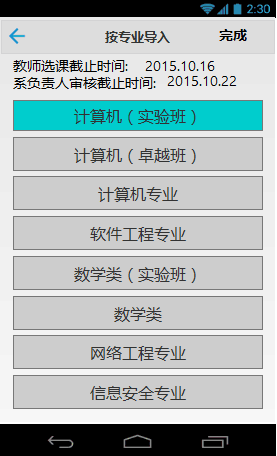 2:30
按专业导入 完成
教师选课截止时间: 2015.10.16
系负责人审核截止时间: 2015.10.22
计算机（实验班）
计算机（卓越班）
计算机专业
软件工程专业
数学类（实验班）
数学类
网络工程专业
信息安全专业